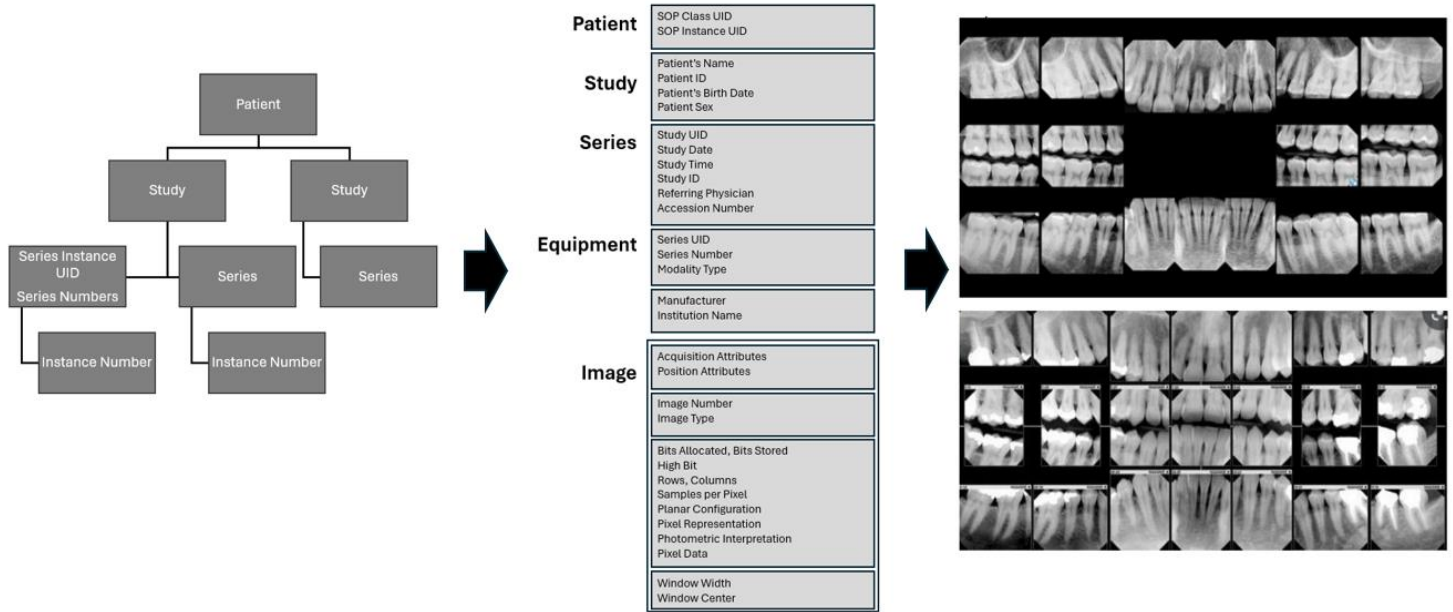 Patient
Study
Study
Series Instance
UID
Series Numbers
Series
Series
Instance Number
Instance Number
Patient
SOP Class UID
SOP Instance UID
Study
Patient's Name
Patient ID
Patient's Birth Date
Patient Sex
Series
Study UID
Study Date
Study Time
Study ID
Referring Physician
Accession Number
Equipment
Series UID
Series Number
Modality Type
Manufacturer
Institution Name
Image
Acquisition Attributes
Position Attributes
Image Number
Image Type
Bits Allocated, Bits Stored
High Bit
Rows, Columns
Samples per Pixel
Planar Configuration
Pixel Representation
Photometric Interpretation
Pixel Data
Window Width
Window Center